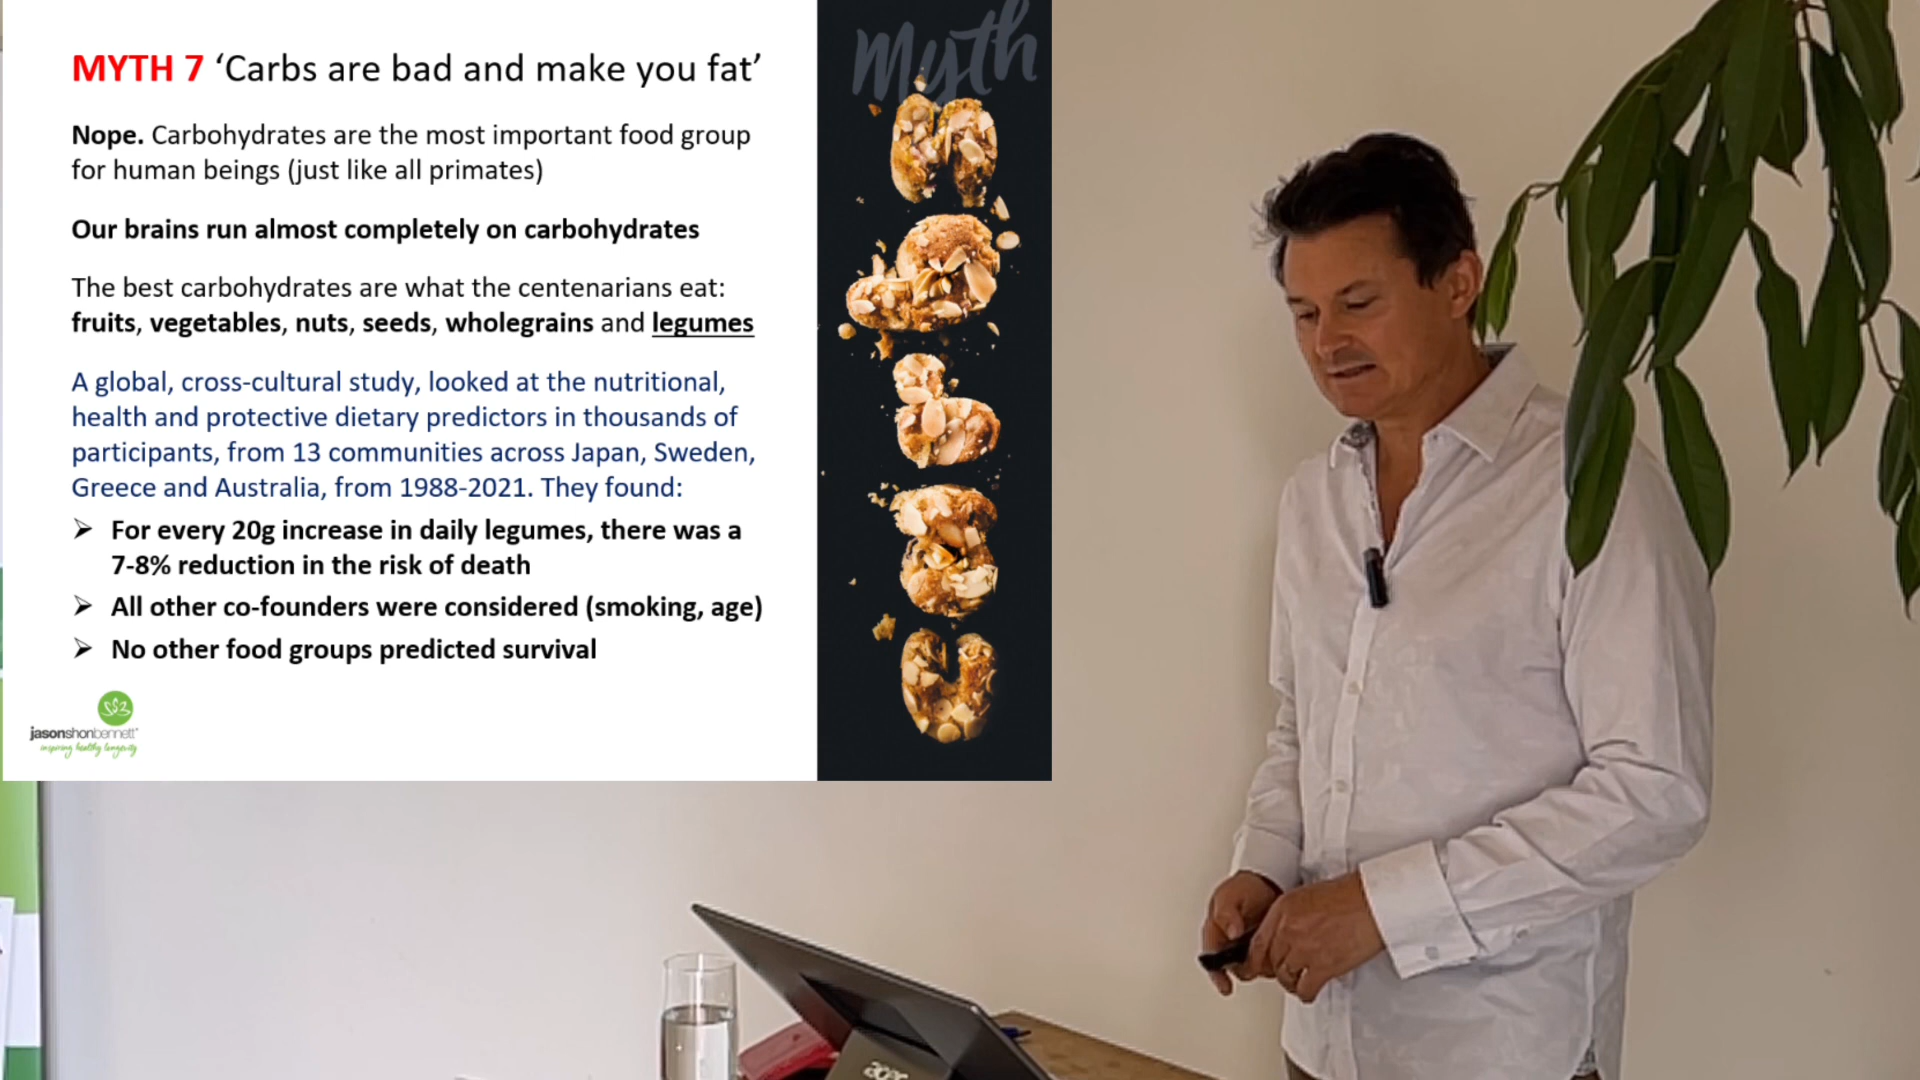 MYTH 7 ‘Carbs are bad and make you fat’
Nope. Carbohydrates are the most important food group
for human beings (just like all primates)
Our brains run almost completely on carbohydrates
The best carbohydrates are what the centenarians eat:
fruits, vegetables, nuts, seeds, wholegrains and legumes
A global, cross-cultural study, looked at the nutritional,
health and protective dietary predictors in thousands of
participants, from 13 communities across Japan, Sweden,
Greece and Australia, from 1988-2021. They found:
➢ For every 20g increase in daily legumes, there was a
7-8% reduction in the risk of death
➢ All other co-founders were considered (smoking, age)
➢ No other food groups predicted survival
jasonshonbennett
inspiring healthy longevity
Myth
acer